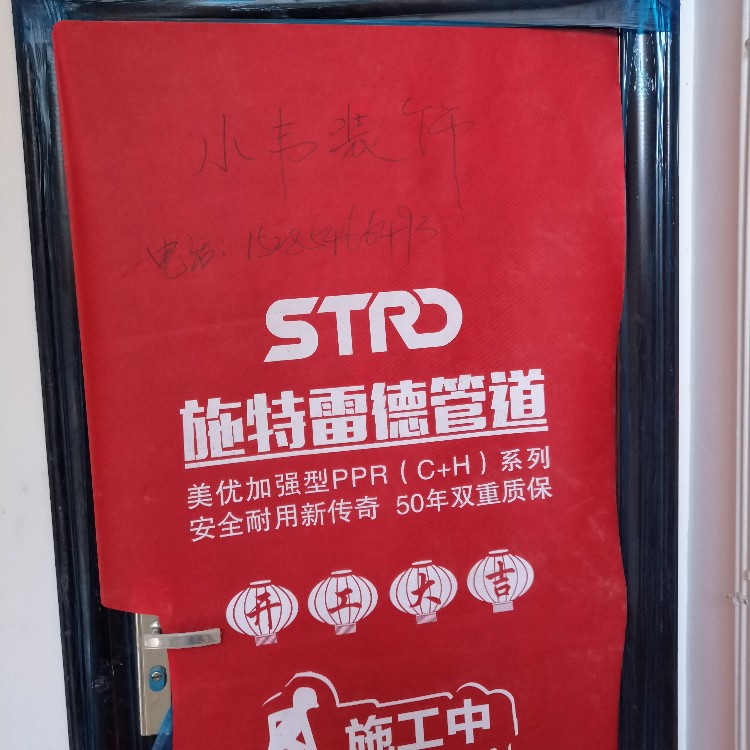 小韦装饰
电话:15285466493
STRD
施特雷德管道
美优加强型PPR(C+H)系列
安全耐用新传奇 50年双重质保
开工大吉
施工中